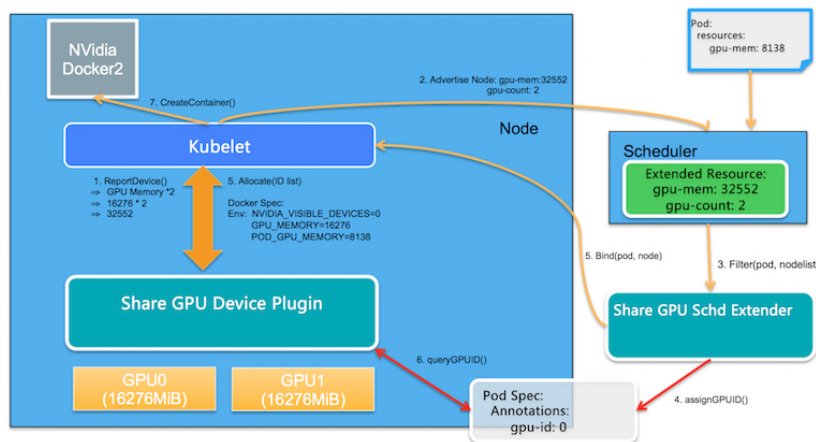 NVidia
Docker2
7. CreateContainer()
2. Advertise Node: gpu-mem:32552
gpu-count: 2
Pod:
resources:
gpu-mem: 8138
Node
Kubelet
Scheduler
Extended Resource:
gpu-mem: 32552
gpu-count: 2
1. ReportDevice()
⇒ GPU Memory *2
⇒ 16276 * 2
⇒ 32552
5. Allocate(ID list)
Docker Spec:
Env: NVIDIA_VISIBLE_DEVICES=0
GPU_MEMORY=16276
POD_GPU_MEMORY=8138
5. Bind(pod, node)
3. Filter(pod, nodelist
Share GPU Device Plugin
Share GPU Schd Extender
6. queryGPUID()
GPU0
(16276MiB)
GPU1
(16276MiB)
Pod Spec:
Annotations:
gpu-id: 0
4. assignGPUID()